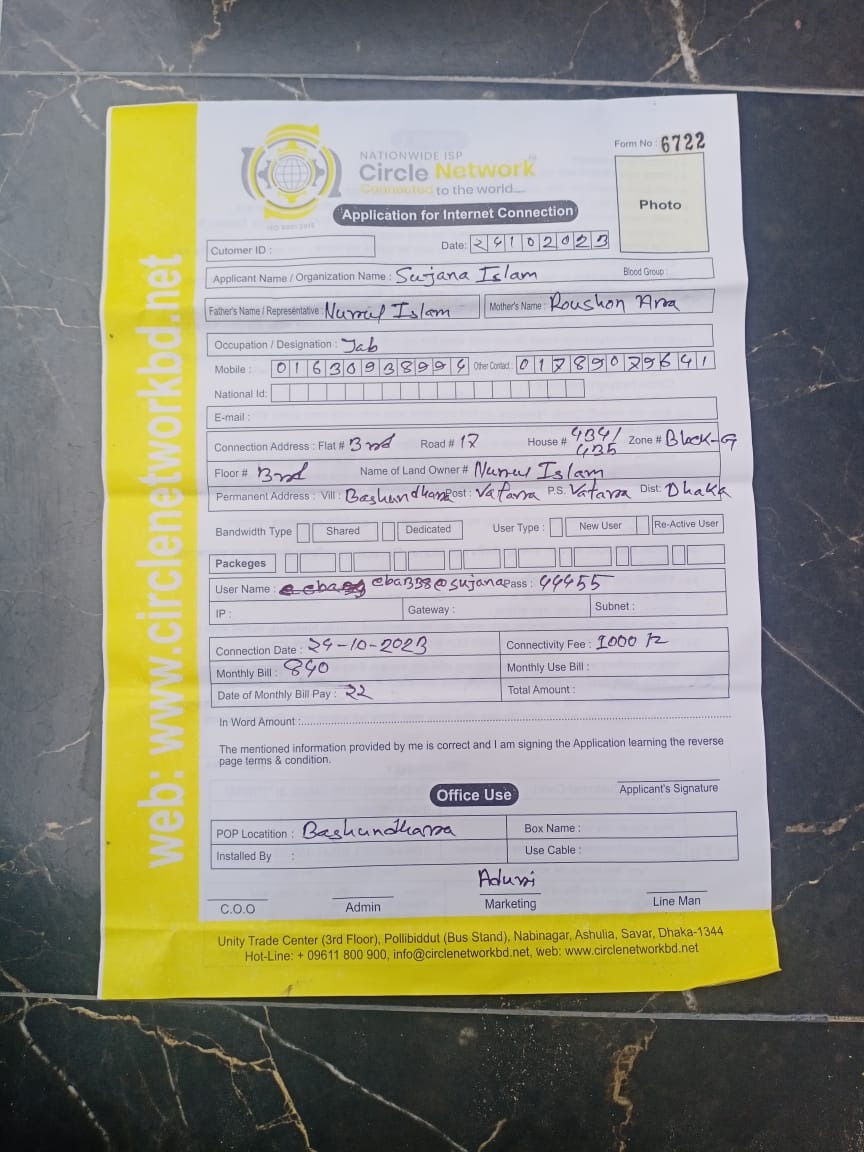 NATIONWIDE ISP
Circle Network
Connected to the world....
ISO 9001:2015
Form No : 6722
Photo
Application for Internet Connection
Cutomer ID :
Date: 24102023
Applicant Name / Organization Name : Sujana Islam Blood Group :
Father's Name / Representative : Nurul Islam Mother's Name : Roushon Ara
Occupation / Designation : Job
Mobile : 01630938994 Other Contact : 01789079641
National Id:
E-mail :
Connection Address : Flat # 3rd Road # 17 House # 434/435 Zone # Block-G
Floor # 3rd Name of Land Owner # Nurul Islam
Permanent Address : Vill : Bashundhara Post : Vatara P.S. Vatara Dist: Dhaka
Bandwidth Type Shared Dedicated User Type : New User Re-Active User
Packeges
User Name : cba338@sujana Pass : 44455
IP : Gateway : Subnet :
Connection Date : 24-10-2023 Connectivity Fee : 1000
Monthly Bill : 840 Monthly Use Bill :
Date of Monthly Bill Pay : 22 Total Amount :
In Word Amount :
The mentioned information provided by me is correct and I am signing the Application learning the reverse
page terms & condition.
Applicant's Signature
Office Use
POP Locatition : Bashundhara Box Name :
Installed By : Use Cable :
C.O.O Admin Marketing Line Man
Unity Trade Center (3rd Floor), Pollibiddut (Bus Stand), Nabinagar, Ashulia, Savar, Dhaka-1344
Hot-Line: + 09611 800 900, info@circlenetworkbd.net, web: www.circlenetworkbd.net
web: www.circlenetworkbd.net